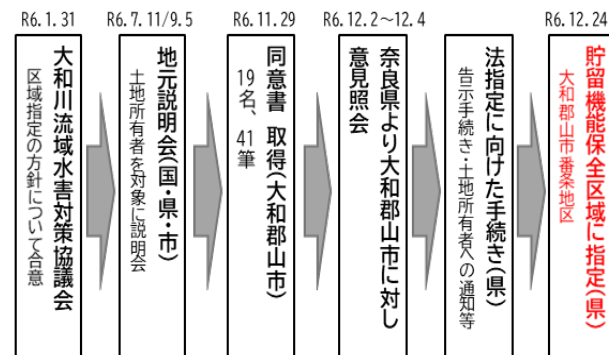 R6.1.31
大和川流域水害対策協議会
区域指定の方針について合意
R6.7.11/9.5
地元説明会(国・県・市)
土地所有者を対象に説明会
R6.11.29
同意書 取得(大和郡山市)
19名、41筆
R6.12.2～12.4
奈良県より大和郡山市に対し
意見照会
法指定に向けた手続き(県)
告示手続き・土地所有者への通知等
R6.12.24
貯留機能保全区域に指定(県)
大和郡山市番条地区